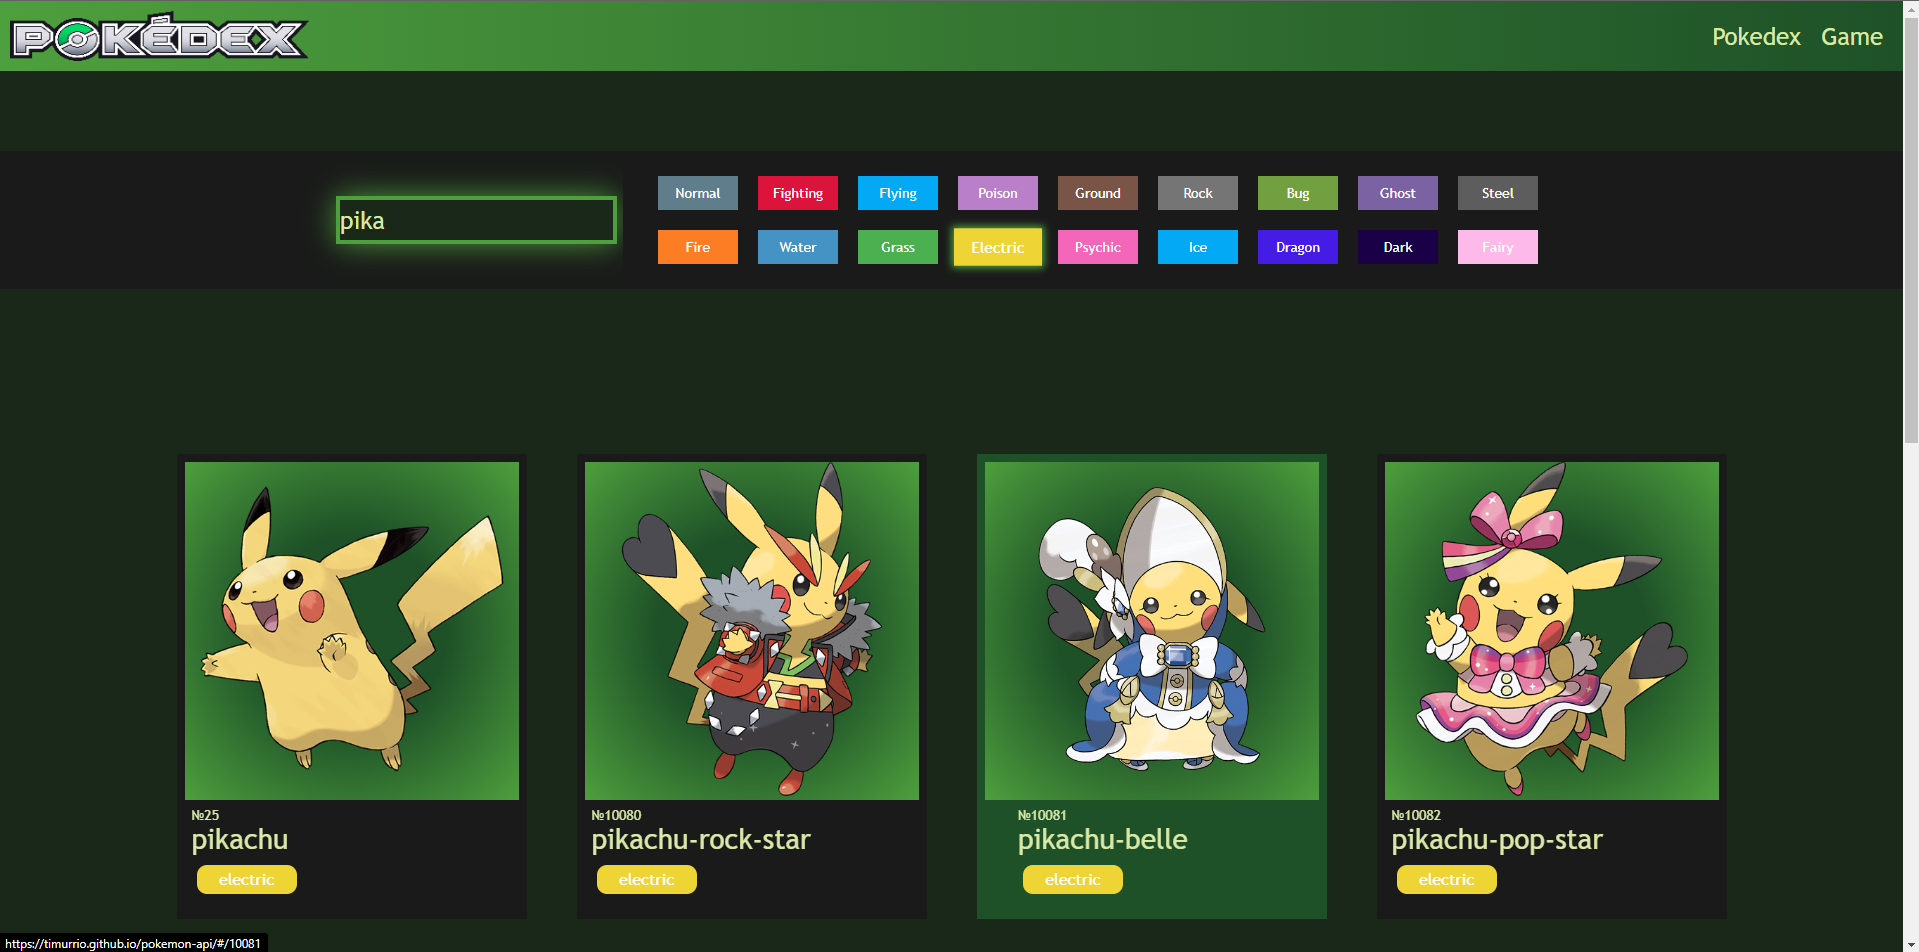 POKÉDEX
Pokedex Game
pika
Normal Fighting Flying Poison Ground Rock Bug Ghost Steel
Fire Water Grass Electric Psychic Ice Dragon Dark Fairy
№25
pikachu
electric
№10080
pikachu-rock-star
electric
№10081
pikachu-belle
electric
№10082
pikachu-pop-star
electric
https://timurrio.github.io/pokemon-api/#/10081